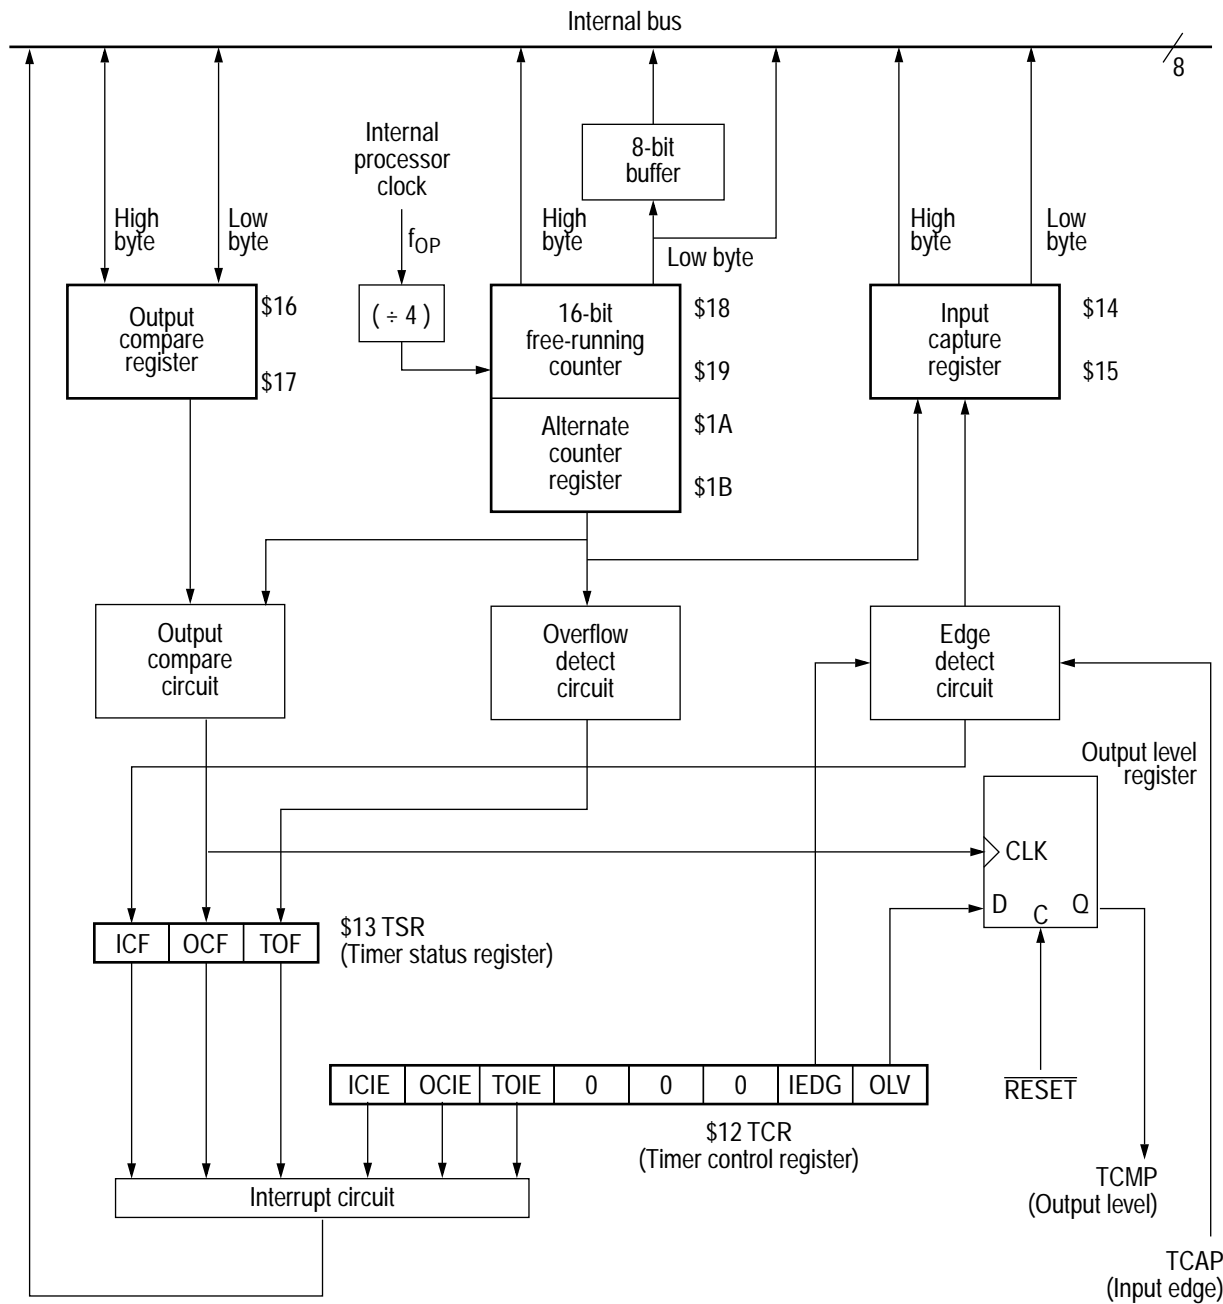 Internal bus
8
Internal
processor
clock
8-bit
buffer
High
byte
Low
byte
fOP
High
byte
Low byte
High
byte
Low
byte
Output
compare
register
$16
$17
( ÷ 4 )
16-bit
free-running
counter
$18
$19
Alternate
counter
register
$1A
$1B
Input
capture
register
$14
$15
Output
compare
circuit
Overflow
detect
circuit
Edge
detect
circuit
Output level
register
CLK
D
C
Q
ICF OCF TOF
$13 TSR
(Timer status register)
ICIE OCIE TOIE 0 0 0 IEDG OLV
RESET
$12 TCR
(Timer control register)
Interrupt circuit
TCMP
(Output level)
TCAP
(Input edge)